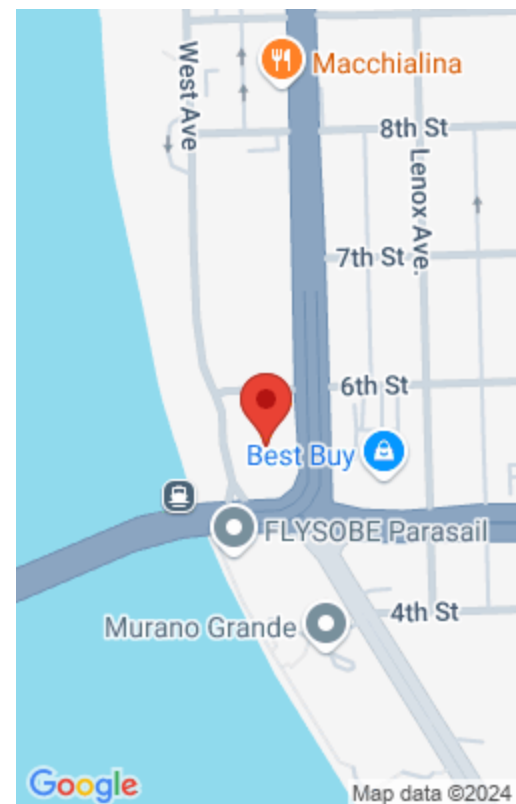 West Ave
Macchialina
8th St
Lenox Ave.
7th St
6th St
Best Buy
FLYSOBE Parasail
Murano Grande
4th St
Google
Map data ©2024